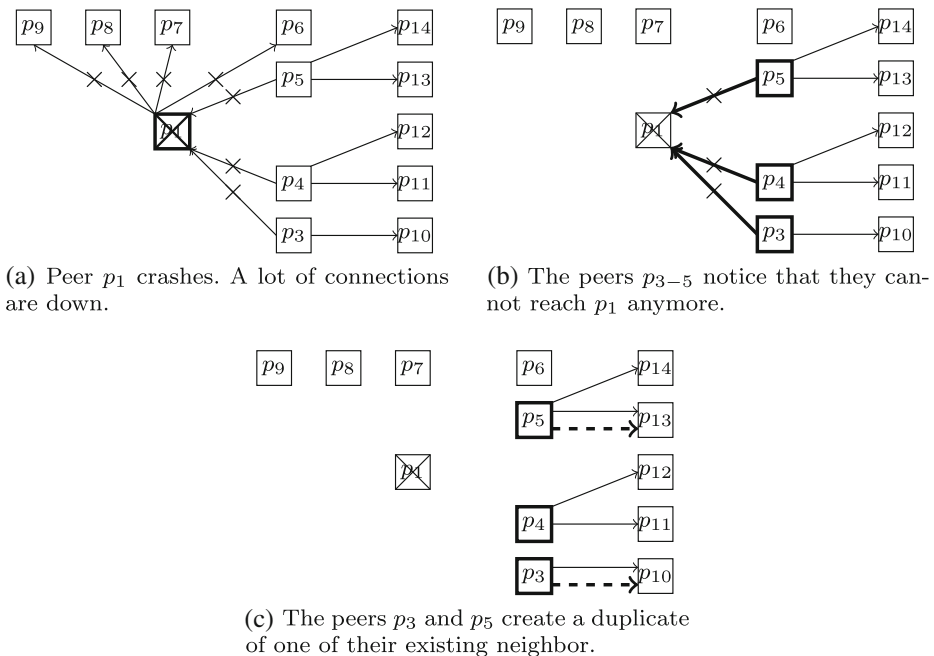 p9 p8 p7 p6 p14
p5 p13
p1 p12
p4 p11
p3 p10
(a) Peer p1 crashes. A lot of connections
are down.
p9 p8 p7 p6 p14
p5 p13
p1 p12
p4 p11
p3 p10
(b) The peers p3−5 notice that they can-
not reach p1 anymore.
p9 p8 p7 p6 p14
p5 p13
p1 p12
p4 p11
p3 p10
(c) The peers p3 and p5 create a duplicate
of one of their existing neighbor.